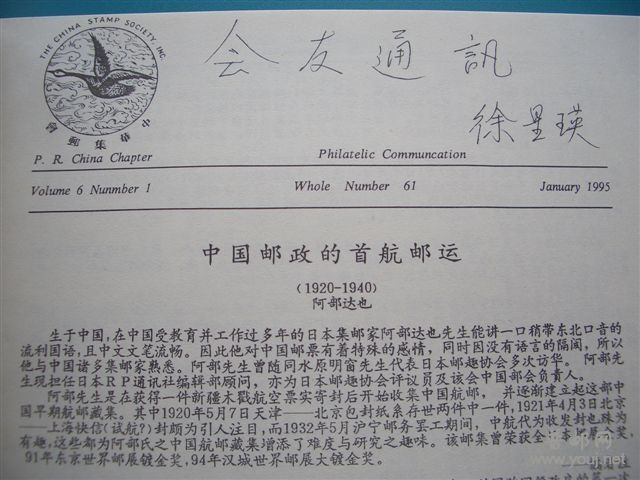 THE CHINA STAMP SOCIETY INC.
中華集郵會
会友通訊
徐星瑛
P. R. China Chapter
Philatelic Communcation
Volume 6 Nunmber 1
Whole Number 61
January 1995
中国邮政的首航邮运
(1920-1940)
阿部达也
生于中国,在中国受教育并工作过多年的日本集邮家阿部达也先生能讲一口稍带东北口音的
流利国语,且中文文笔流畅。因此他对中国邮票有着特殊的感情,同时因没有语言的隔阂,所以
他与中国诸多集邮家熟悉。阿部先生曾随同水原明窗先生代表日本邮趣协会多次访华。阿部先
生现担任日本RP通讯社编辑部顾问,亦为日本邮趣协会评议员及该会中国部会负责人。
阿部先生是在获得一件新疆木戳航空票实寄封后开始收集中国航邮,并逐渐建立起这部中
国早期航邮藏集。其中1920年5月7日天津——北京包封纸系存世两件中一件,1921年4月3日北京
——上海快信(试航?)封颇为引人注目,而1932年5月沪宁邮务罢工期间,中航代为收发封也殊为
有趣,这些都为阿部氏之中国航邮藏集增添了难度与研究之趣味。该邮集曾荣获全日本邮展金奖,
91年东京世界邮展镀金奖,94年汉城世界邮展大镀金奖。
www.youj.net